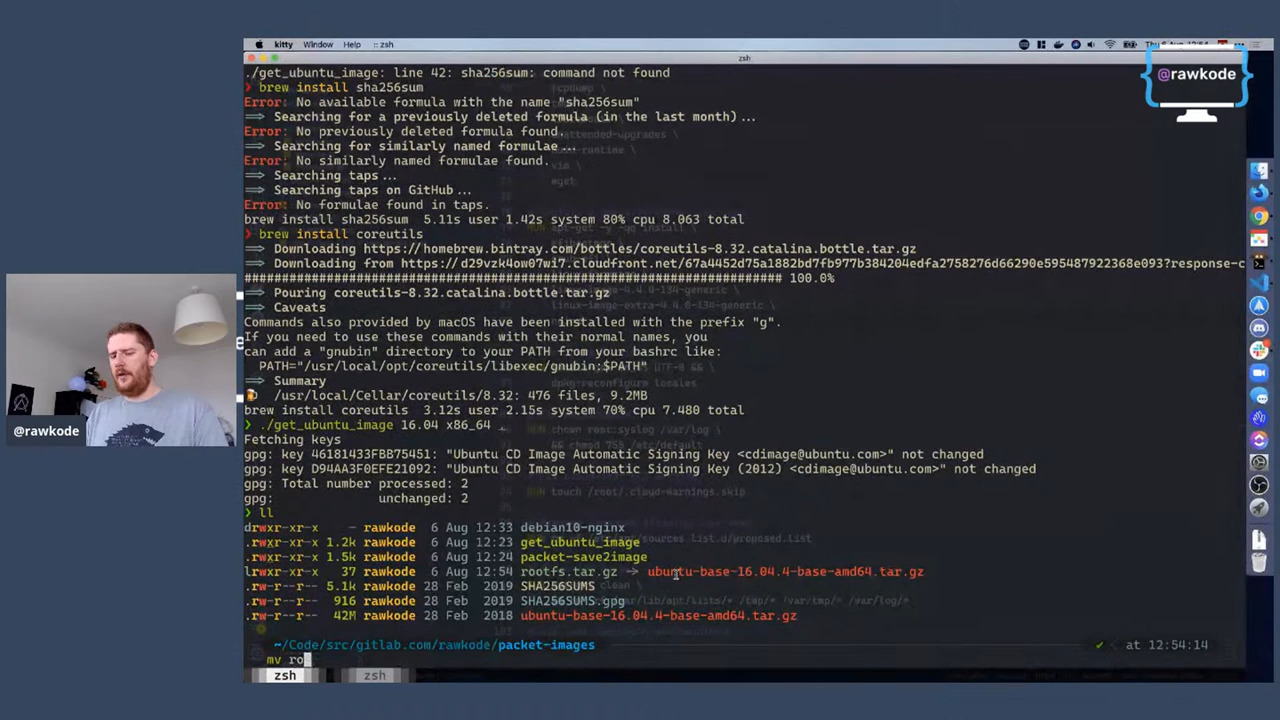 kitty Window Help :: zsh
zsh
@rawkode
./get_ubuntu_image: line 42: sha256sum: command not found
❯ brew install sha256sum
Error: No available formula with the name "sha256sum"
⇒ Searching for a previously deleted formula (in the last month)...
Error: No previously deleted formula found.
⇒ Searching for similarly named formulae...
Error: No similarly named formulae found.
⇒ Searching taps...
⇒ Searching taps on GitHub...
Error: No formulae found in taps.
brew install sha256sum 5.11s user 1.42s system 80% cpu 8.063 total
❯ brew install coreutils
⇒ Downloading https://homebrew.bintray.com/bottles/coreutils-8.32.catalina.bottle.tar.gz
⇒ Downloading from https://d29vzk4ow07wi7.cloudfront.net/67a4452d75a1882bd7fb977b384204edfa2758276d66290e595487922368e093?response-c
######################################################################## 100.0%
⇒ Pouring coreutils-8.32.catalina.bottle.tar.gz
⇒ Caveats
Commands also provided by macOS have been installed with the prefix "g".
If you need to use these commands with their normal names, you
can add a "gnubin" directory to your PATH from your bashrc like:
PATH="/usr/local/opt/coreutils/libexec/gnubin:$PATH"
⇒ Summary
🍺 /usr/local/Cellar/coreutils/8.32: 476 files, 9.2MB
brew install coreutils 3.12s user 2.15s system 70% cpu 7.480 total
❯ ./get_ubuntu_image 16.04 x86_64 _
Fetching keys
gpg: key 46181433FBB75451: "Ubuntu CD Image Automatic Signing Key <cdimage@ubuntu.com>" not changed
gpg: key D94AA3F0EFE21092: "Ubuntu CD Image Automatic Signing Key (2012) <cdimage@ubuntu.com>" not changed
gpg: Total number processed: 2
gpg: unchanged: 2
❯ ll
drwxr-xr-x - rawkode 6 Aug 12:33 debian10-nginx
.rwxr-xr-x 1.2k rawkode 6 Aug 12:23 get_ubuntu_image
.rwxr-xr-x 1.5k rawkode 6 Aug 12:24 packet-save2image
lrwxr-xr-x 37 rawkode 6 Aug 12:54 rootfs.tar.gz → ubuntu-base-16.04.4-base-amd64.tar.gz
.rw-r--r-- 5.1k rawkode 28 Feb 2019 SHA256SUMS
.rw-r--r-- 916 rawkode 28 Feb 2019 SHA256SUMS.gpg
.rw-r--r-- 42M rawkode 28 Feb 2018 ubuntu-base-16.04.4-base-amd64.tar.gz
~/Code/src/gitlab.com/rawkode/packet-images ✔ at 12:54:14
mv ro
zsh zsh
@rawkode